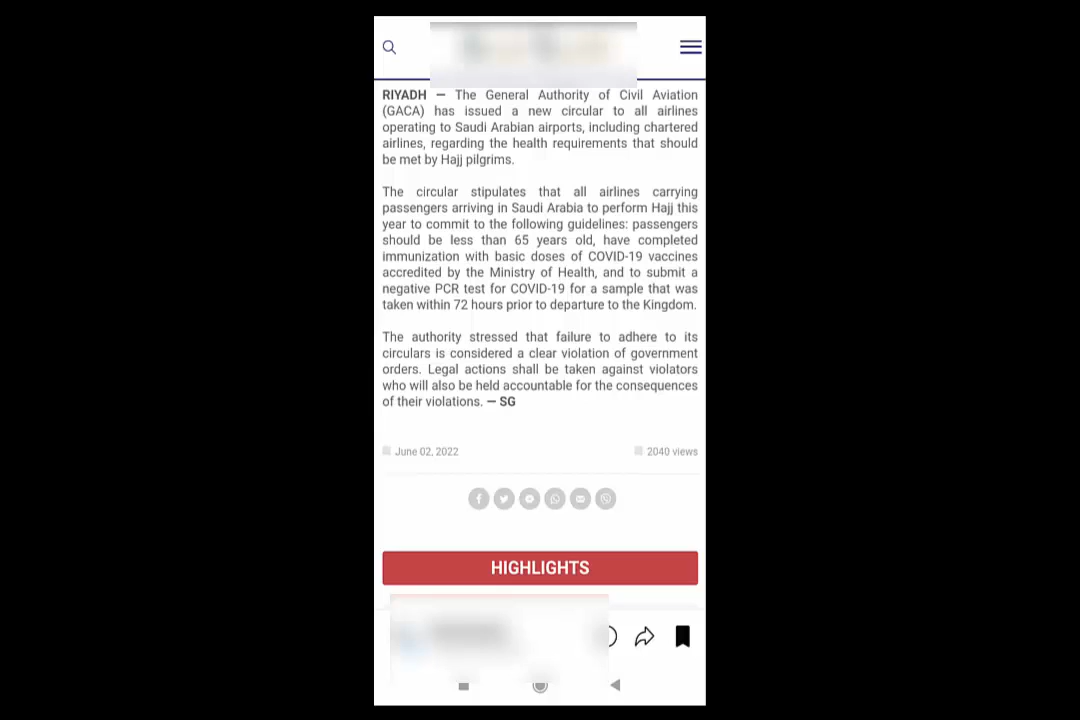 RIYADH — The General Authority of Civil Aviation
(GACA) has issued a new circular to all airlines
operating to Saudi Arabian airports, including chartered
airlines, regarding the health requirements that should
be met by Hajj pilgrims.
The circular stipulates that all airlines carrying
passengers arriving in Saudi Arabia to perform Hajj this
year to commit to the following guidelines: passengers
should be less than 65 years old, have completed
immunization with basic doses of COVID-19 vaccines
accredited by the Ministry of Health, and to submit a
negative PCR test for COVID-19 for a sample that was
taken within 72 hours prior to departure to the Kingdom.
The authority stressed that failure to adhere to its
circulars is considered a clear violation of government
orders. Legal actions shall be taken against violators
who will also be held accountable for the consequences
of their violations. — SG
June 02, 2022
2040 views
HIGHLIGHTS